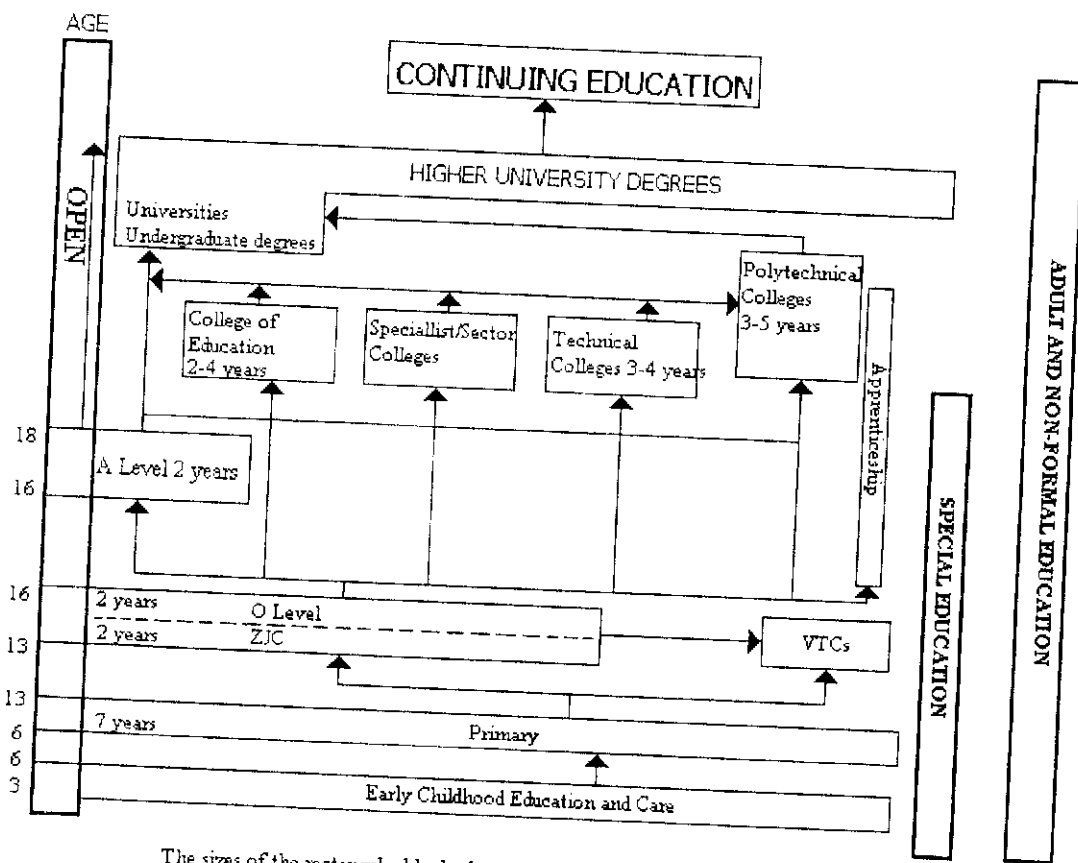 AGE
CONTINUING EDUCATION
HIGHER UNIVERSITY DEGREES
OPEN
Universities
Undergraduate degrees
Polytechnical
Colleges
3-5 years
College of
Education
2-4 years
Speciallist/Sector
Colleges
Technical
Colleges 3-4 years
Apprenticeship
ADULT AND NON-FORMAL EDUCATION
18
A Level 2 years
16
SPECIAL EDUCATION
16
2 years
O Level
2 years
ZJC
VTCs
13
13
7 years
Primary
6
6
Early Childhood Education and Care
3
The sizes of the